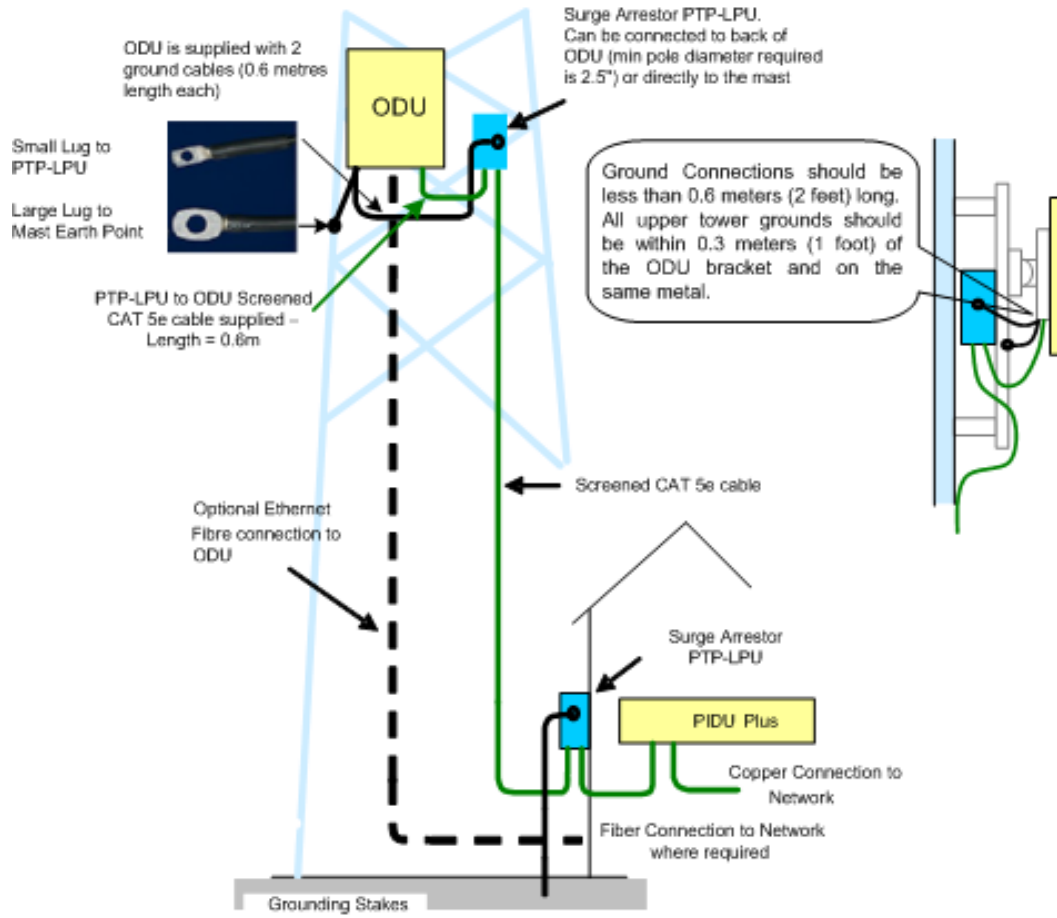 ODU is supplied with 2
ground cables (0.6 metres
length each)
ODU
Surge Arrestor PTP-LPU.
Can be connected to back of
ODU (min pole diameter required
is 2.5") or directly to the mast
Small Lug to
PTP-LPU
Large Lug to
Mast Earth Point
Ground Connections should be
less than 0.6 meters (2 feet) long.
All upper tower grounds should
be within 0.3 meters (1 foot) of
the ODU bracket and on the
same metal.
PTP-LPU to ODU Screened
CAT 5e cable supplied –
Length = 0.6m
Screened CAT 5e cable
Optional Ethernet
Fibre connection to
ODU
Surge Arrestor
PTP-LPU
PIDU Plus
Copper Connection to
Network
Fiber Connection to Network
where required
Grounding Stakes